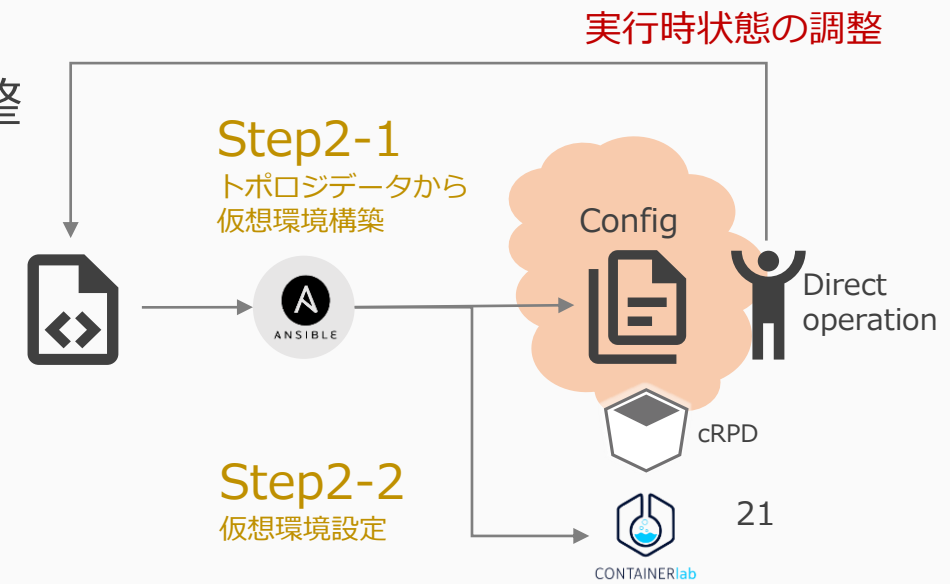 実行時状態の調整
整
Step2-1
トポロジデータから
仮想環境構築
Config
ANSIBLE
Direct
operation
cRPD
Step2-2
仮想環境設定
21
CONTAINERlab